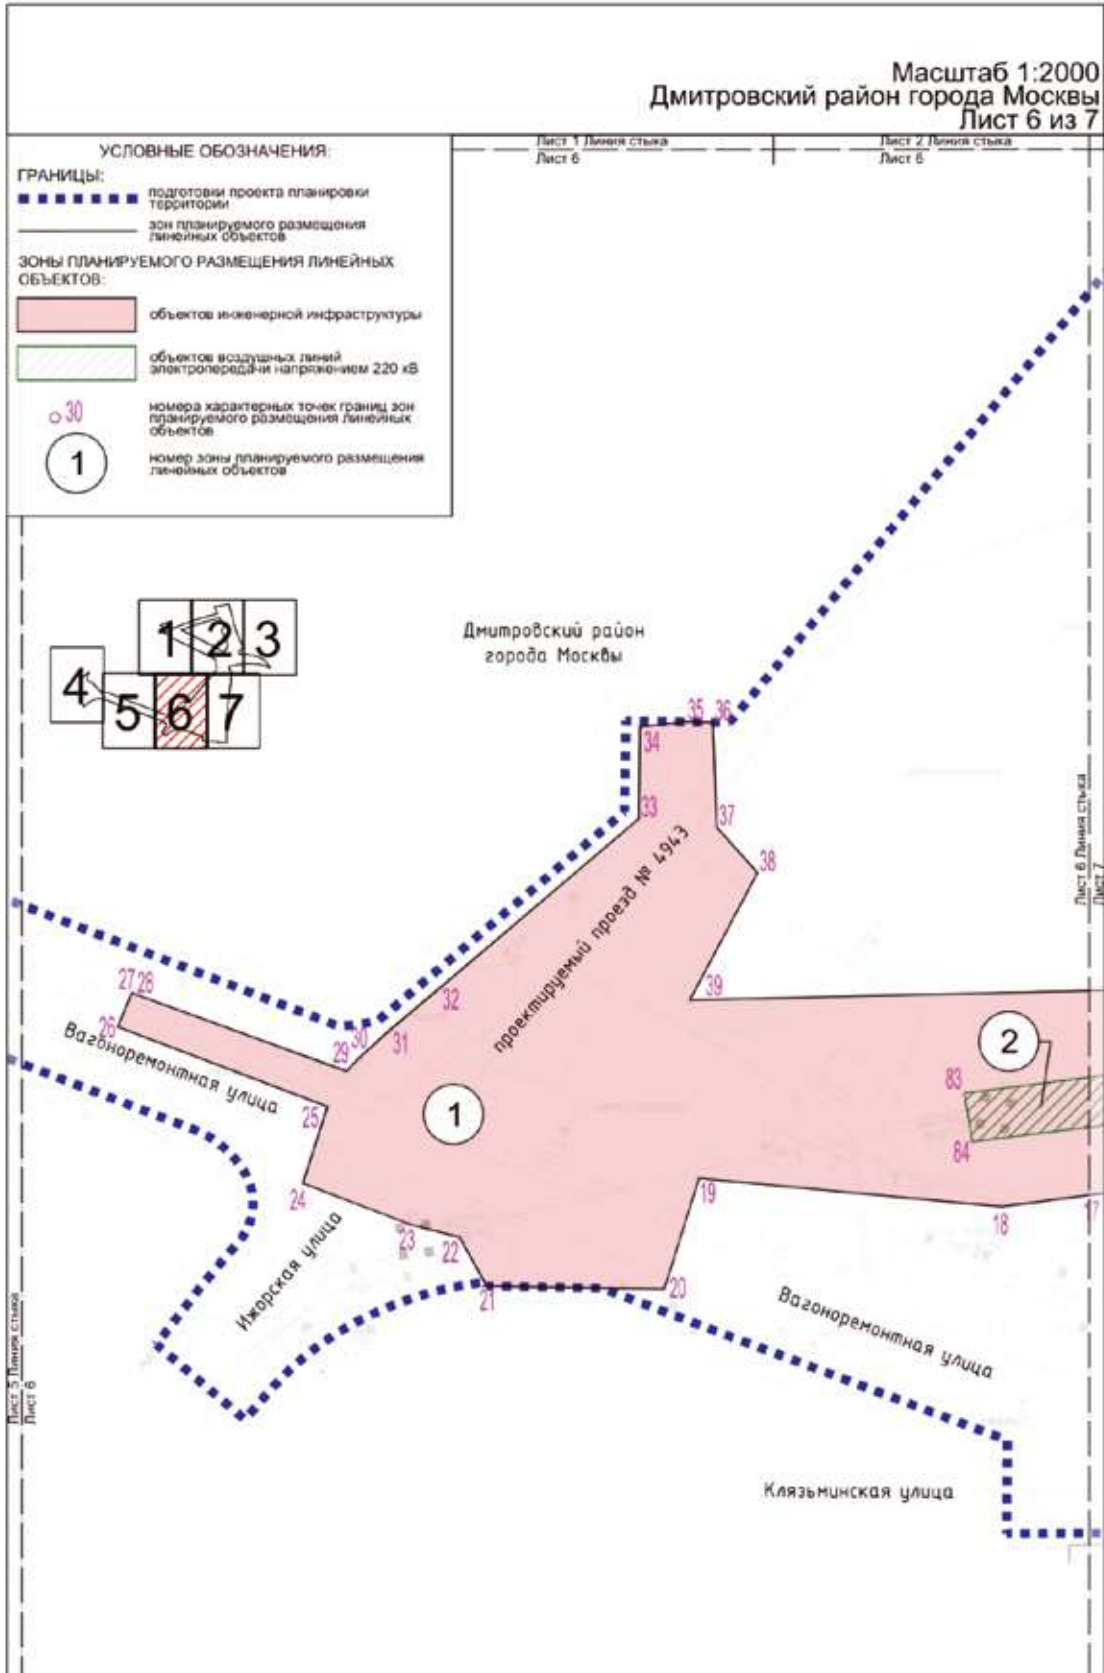 Масштаб 1:2000
Дмитровский район города Москвы
Лист 6 из 7
Лист 1 Линия стыка
Лист 6
Лист 2 Линия стыка
Лист 6
УСЛОВНЫЕ ОБОЗНАЧЕНИЯ:
ГРАНИЦЫ:
подготовки проекта планировки
территории
зон планируемого размещения
линейных объектов
ЗОНЫ ПЛАНИРУЕМОГО РАЗМЕЩЕНИЯ ЛИНЕЙНЫХ
ОБЪЕКТОВ:
объектов инженерной инфраструктуры
объектов воздушных линий
электропередачи напряжением 220 кВ
30
номера характерных точек границ зон
планируемого размещения линейных
объектов
1
номер зоны планируемого размещения
линейных объектов
1
2
3
4
5
6
7
Дмитровский район
города Москвы
35
36
34
33
37
38
проектируемый проезд № 4943
Лист 6 Линия стыка
Лист 7
39
32
31
30
29
27
28
26
Вагоноремонтная улица
25
24
1
2
83
84
19
18
17
23
22
21
20
Ижорская улица
Вагоноремонтная улица
Лист 5 Линия стыка
Лист 6
Клязьминская улица